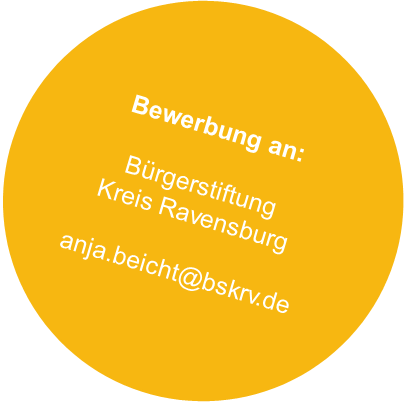 Bewerbung an:
Bürgerstiftung
Kreis Ravensburg
anja.beicht@bskrv.de